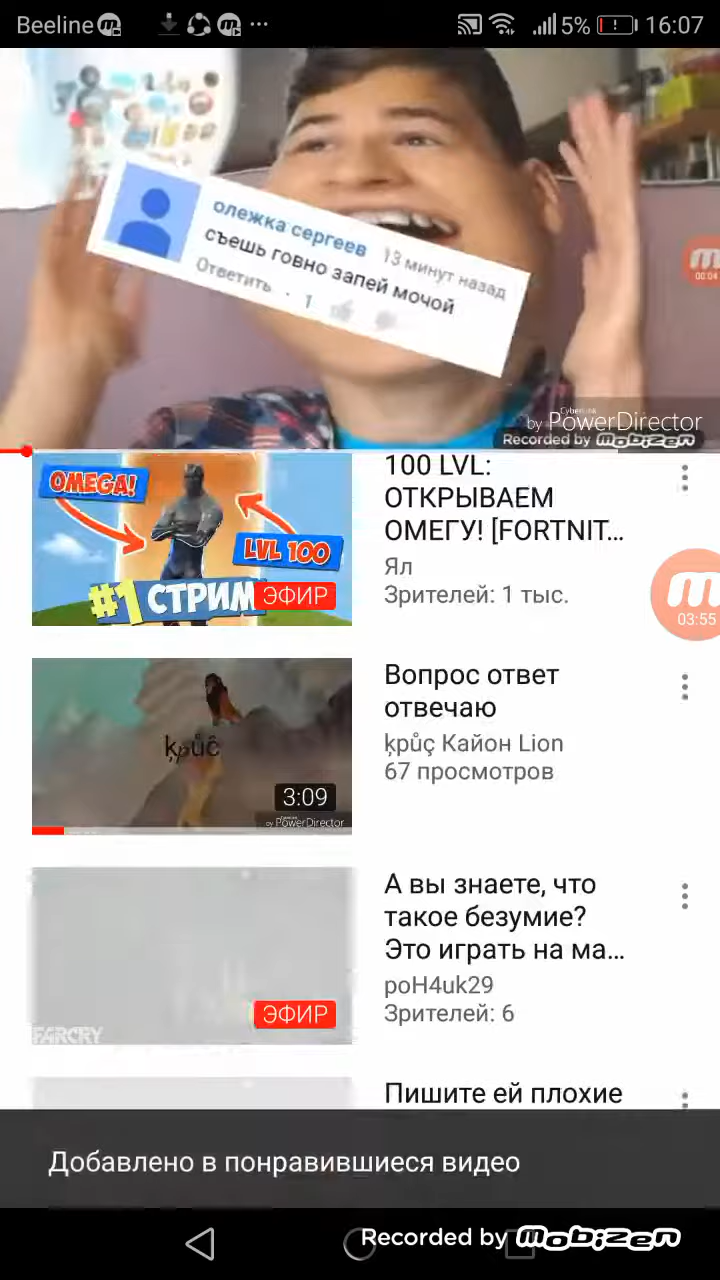 Beeline
5%
16:07
олежка сергеев 13 минут назад
съешь говно запей мочой
Ответить · 1
00:04
by CyberLink PowerDirector
Recorded by mobizen
OMEGA!
LVL 100
#1 СТРИМ
ЭФИР
100 LVL:
ОТКРЫВАЕМ
ОМЕГУ! [FORTNIT...
Ял
Зрителей: 1 тыс.
03:55
ķpůč
3:09
by PowerDirector
Вопрос ответ
отвечаю
ķpůç Кайон Lion
67 просмотров
FARCRY
ЭФИР
А вы знаете, что
такое безумие?
Это играть на ма...
poH4uk29
Зрителей: 6
Пишите ей плохие
Добавлено в понравившиеся видео
Recorded by mobizen